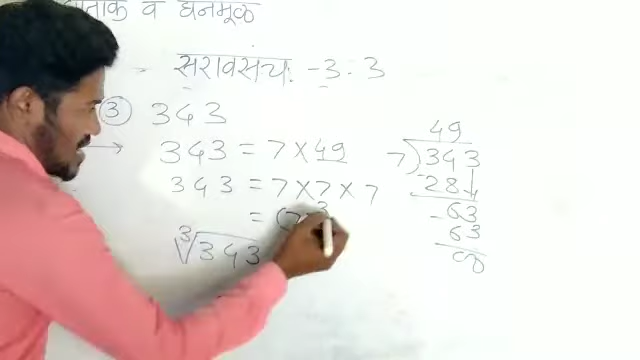 व घनमूळ
सरावसंच: -3.3
③ 343
→ 343 = 7 × 49
343 = 7 × 7 × 7
= (7)³
∛343
49
7)343
- 28↓
- 63
63